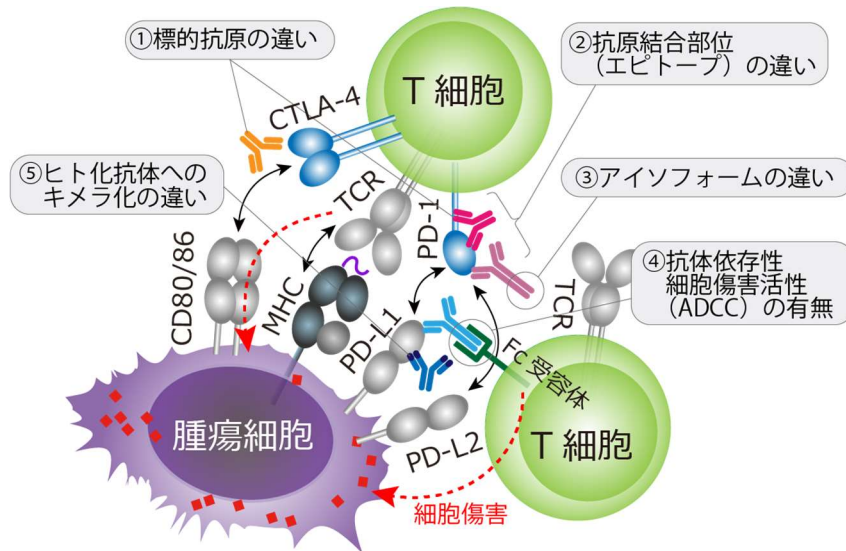 ①標的抗原の違い
②抗原結合部位
（エピトープ）の違い
T 細胞
CTLA-4
⑤ヒト化抗体への
キメラ化の違い
③アイソフォームの違い
TCR
PD-1
④抗体依存性
細胞傷害活性
（ADCC）の有無
CD80/86
MHC
PD-L1
TCR
Fc 受容体
腫瘍細胞
PD-L2
T 細胞
細胞傷害